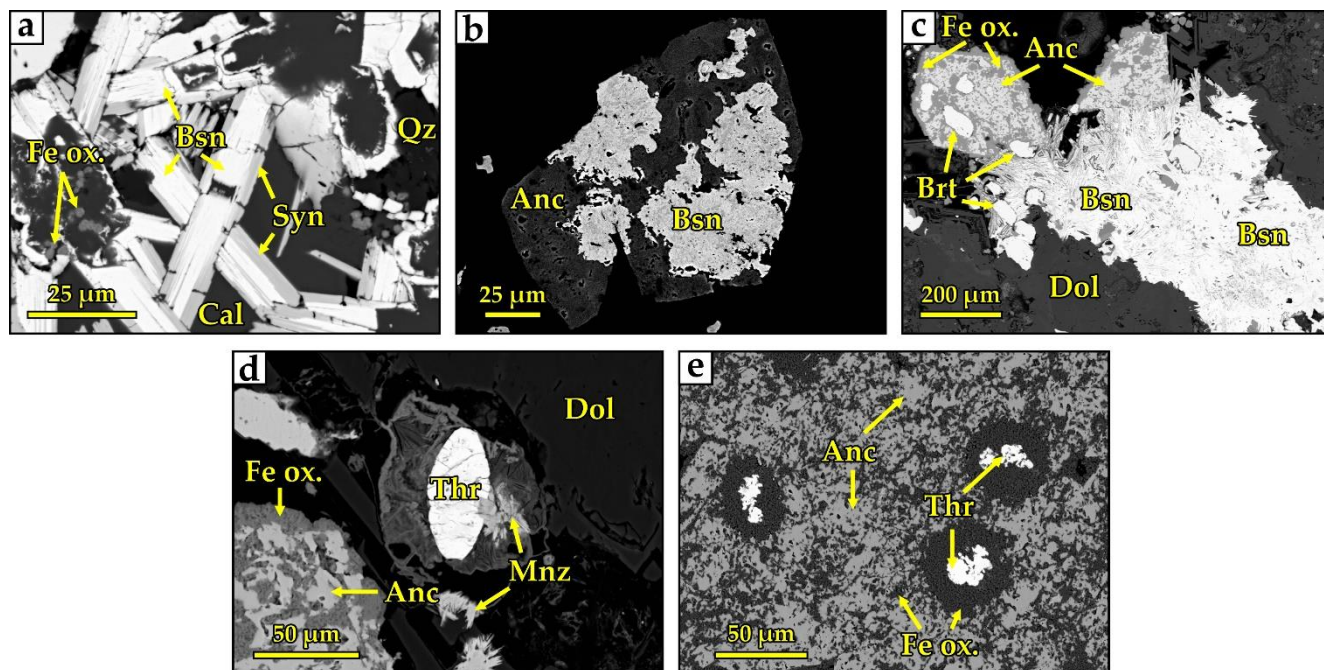 a
Bsn
Qz
Fe ox.
Syn
25 μm
Cal
b
Anc
Bsn
25 μm
c
Fe ox.
Anc
Brt
Bsn
Bsn
200 μm
Dol
d
Dol
Fe ox.
Thr
Mnz
Anc
50 μm
e
Anc
Thr
50 μm
Fe ox.